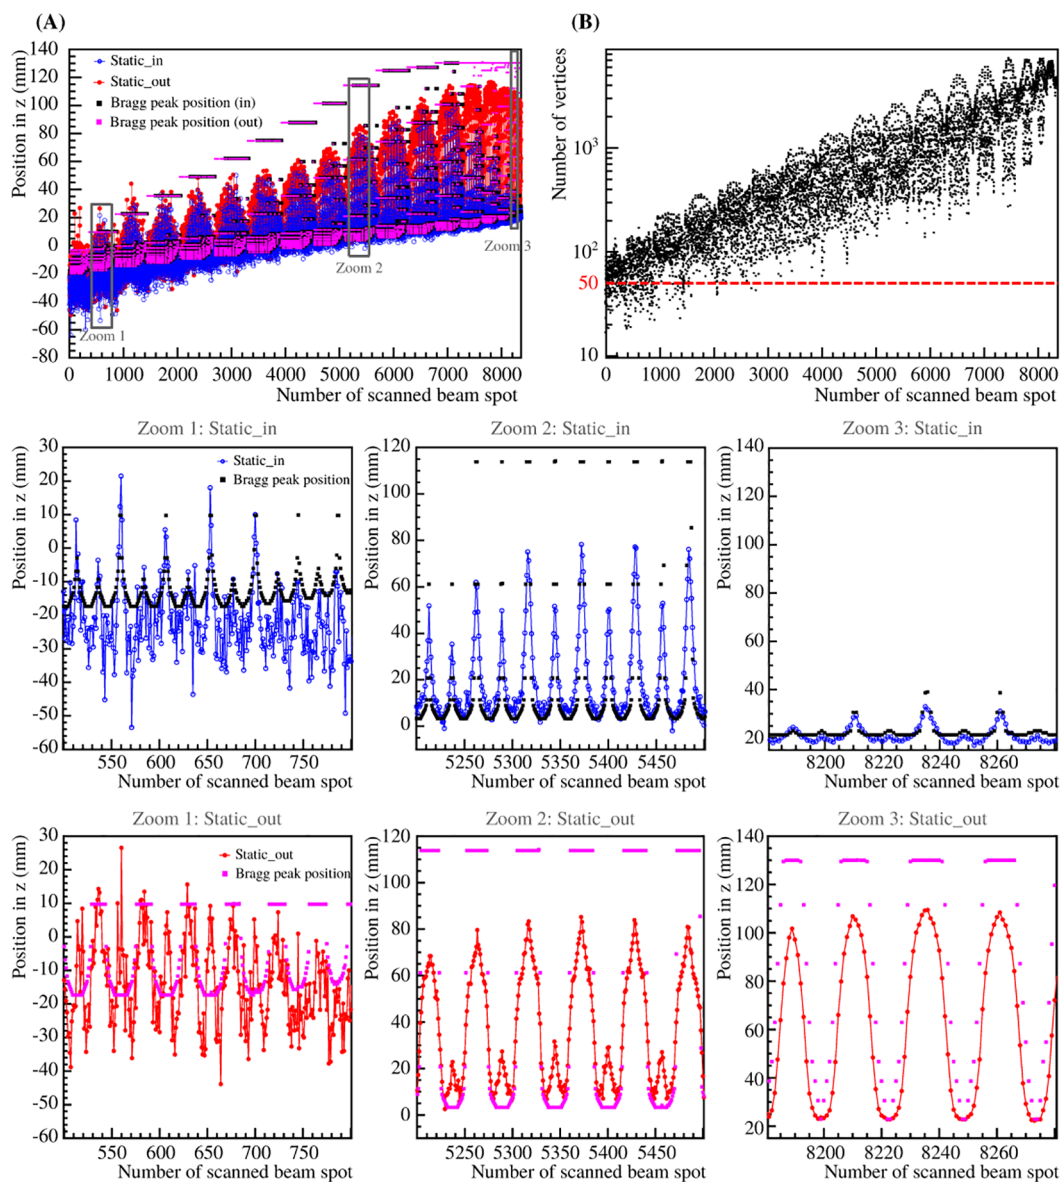 (A)
Position in z (mm)
140
120
100
80
60
40
20
0
-20
-40
-60
-80
Static_in
Static_out
Bragg peak position (in)
Bragg peak position (out)
Zoom 1
Zoom 2
Zoom 3
0 1000 2000 3000 4000 5000 6000 7000 8000
Number of scanned beam spot
(B)
Number of vertices
10³
10²
50
10
0 1000 2000 3000 4000 5000 6000 7000 8000
Number of scanned beam spot
Zoom 1: Static_in
Position in z (mm)
30
20
10
0
-10
-20
-30
-40
-50
-60
Static_in
Bragg peak position
550 600 650 700 750
Number of scanned beam spot
Zoom 2: Static_in
Position in z (mm)
120
100
80
60
40
20
0
5250 5300 5350 5400 5450
Number of scanned beam spot
Zoom 3: Static_in
Position in z (mm)
140
120
100
80
60
40
20
8200 8220 8240 8260
Number of scanned beam spot
Zoom 1: Static_out
Position in z (mm)
30
20
10
0
-10
-20
-30
-40
-50
-60
Static_out
Bragg peak position
550 600 650 700 750
Number of scanned beam spot
Zoom 2: Static_out
Position in z (mm)
120
100
80
60
40
20
0
5250 5300 5350 5400 5450
Number of scanned beam spot
Zoom 3: Static_out
Position in z (mm)
140
120
100
80
60
40
20
8200 8220 8240 8260
Number of scanned beam spot